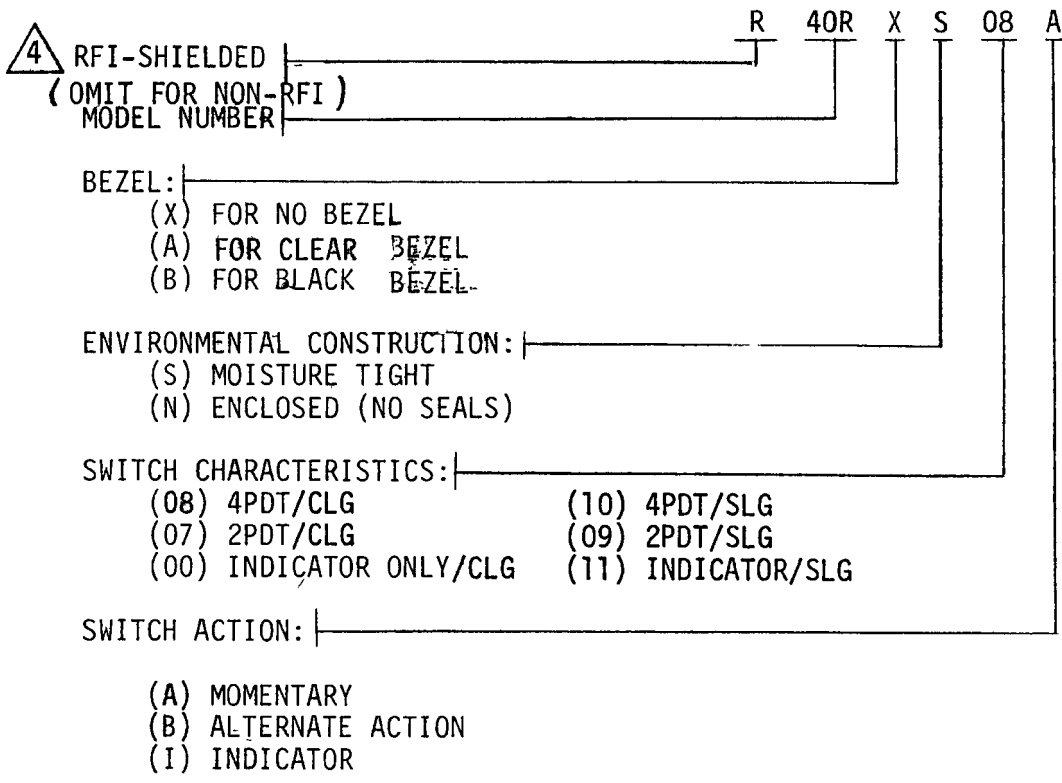 R 40R X S 08 A
4 RFI-SHIELDED
(OMIT FOR NON-RFI)
MODEL NUMBER
BEZEL:
(X) FOR NO BEZEL
(A) FOR CLEAR BEZEL
(B) FOR BLACK BEZEL
ENVIRONMENTAL CONSTRUCTION:
(S) MOISTURE TIGHT
(N) ENCLOSED (NO SEALS)
SWITCH CHARACTERISTICS:
(08) 4PDT/CLG (10) 4PDT/SLG
(07) 2PDT/CLG (09) 2PDT/SLG
(00) INDICATOR ONLY/CLG (11) INDICATOR/SLG
SWITCH ACTION:
(A) MOMENTARY
(B) ALTERNATE ACTION
(I) INDICATOR